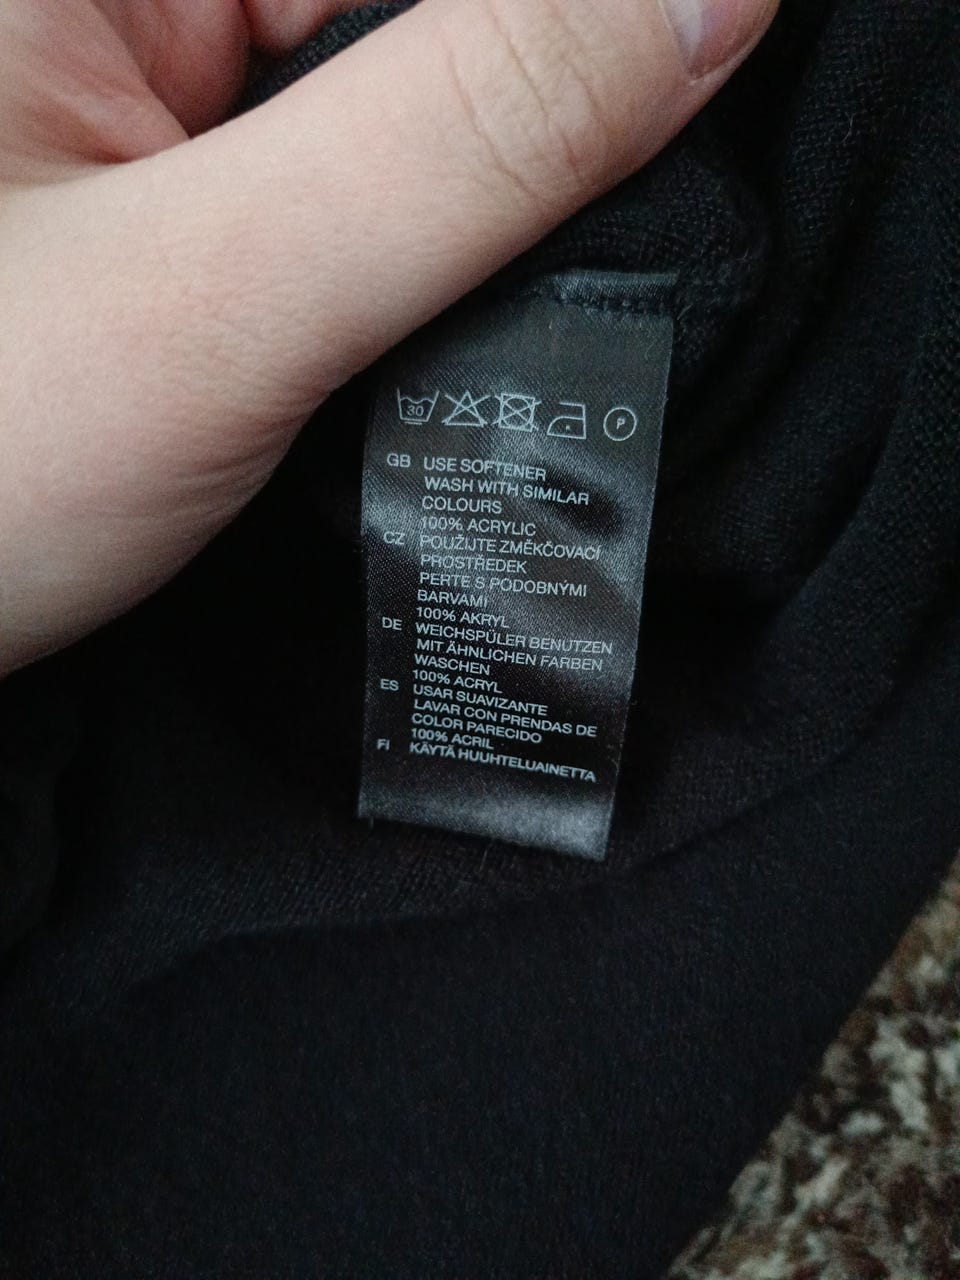 30 P
GB USE SOFTENER
WASH WITH SIMILAR
COLOURS
100% ACRYLIC
CZ POUŽIJTE ZMĚKČOVACÍ
PROSTŘEDEK
PERTE S PODOBNÝMI
BARVAMI
100% AKRYL
DE WEICHSPÜLER BENUTZEN
MIT ÄHNLICHEN FARBEN
WASCHEN
100% ACRYL
ES USAR SUAVIZANTE
LAVAR CON PRENDAS DE
COLOR PARECIDO
100% ACRIL
FI KÄYTÄ HUUHTELUAINETTA